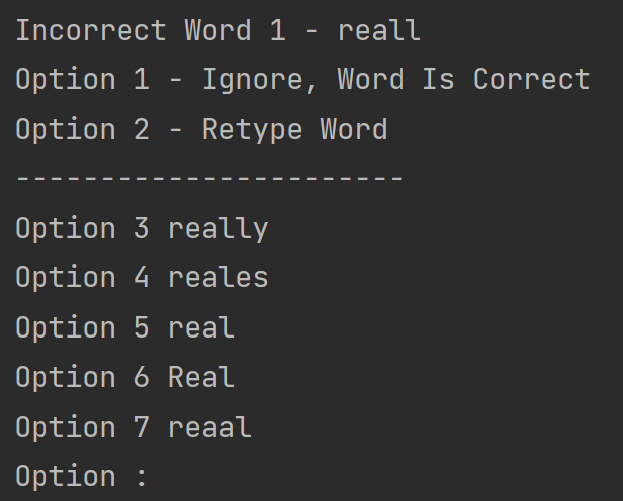 Incorrect Word 1 - reall
Option 1 - Ignore, Word Is Correct
Option 2 - Retype Word
-----------------------
Option 3 really
Option 4 reales
Option 5 real
Option 6 Real
Option 7 reaal
Option :